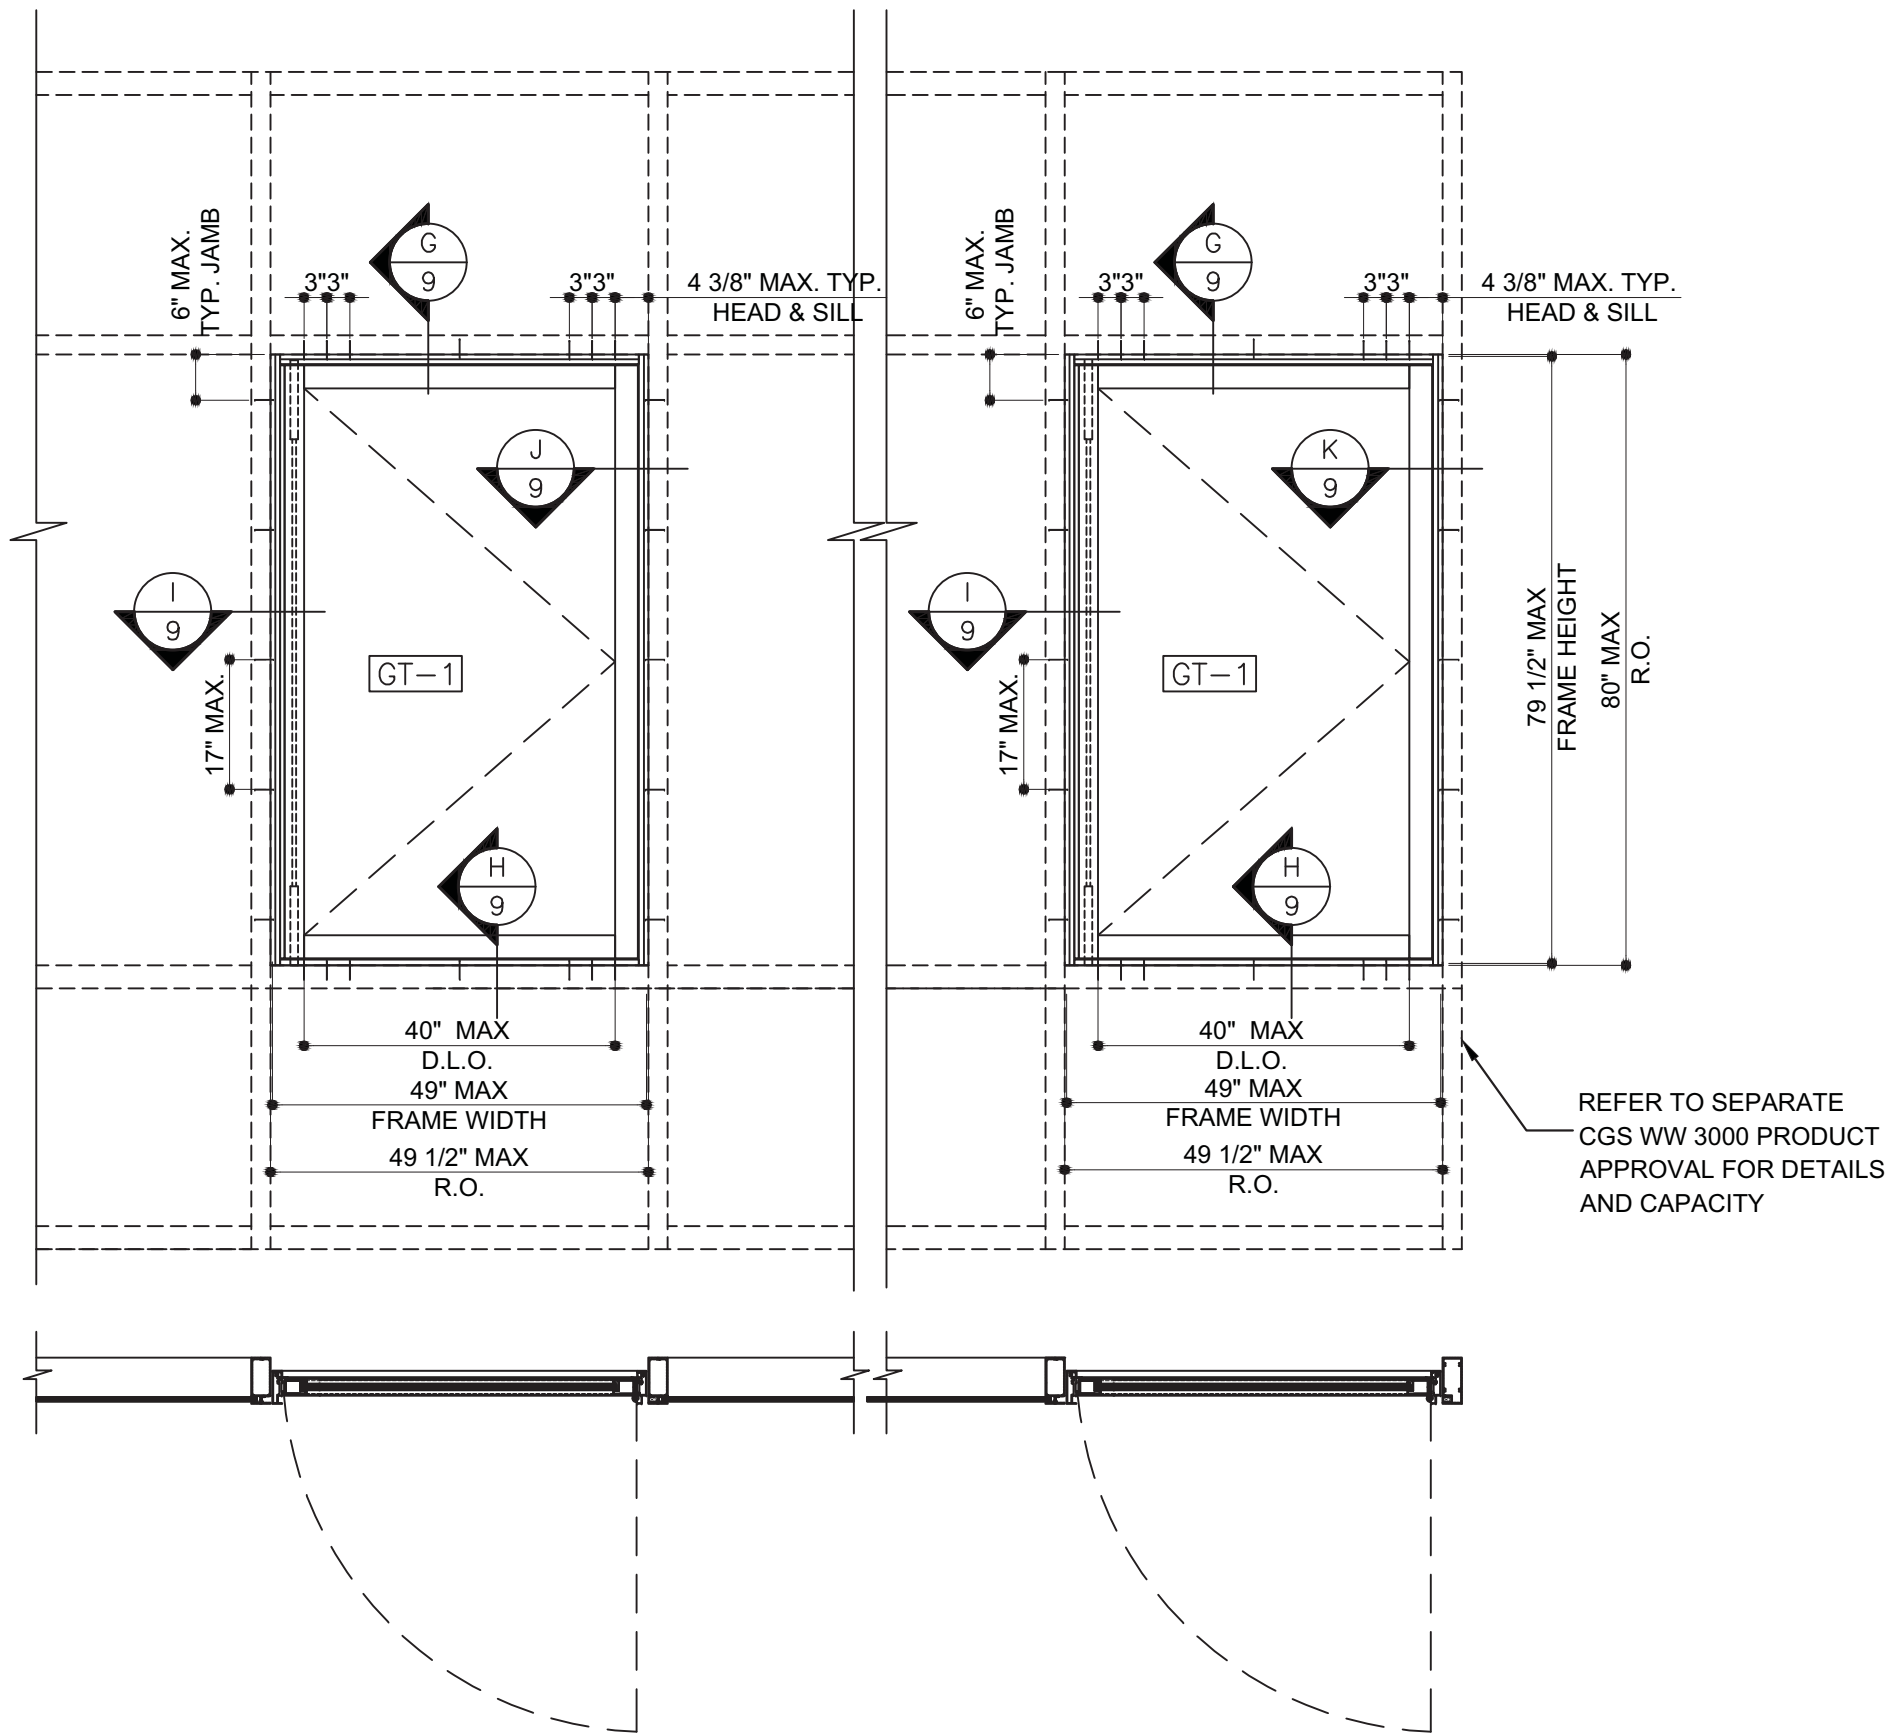 6" MAX.
TYP. JAMB
G
9
3"3"
3"3"
4 3/8" MAX. TYP.
HEAD & SILL
J
9
I
9
GT-1
17" MAX.
H
9
40" MAX
D.L.O.
49" MAX
FRAME WIDTH
49 1/2" MAX
R.O.
6" MAX.
TYP. JAMB
G
9
3"3"
3"3"
4 3/8" MAX. TYP.
HEAD & SILL
K
9
I
9
GT-1
17" MAX.
H
9
79 1/2" MAX
FRAME HEIGHT
80" MAX
R.O.
40" MAX
D.L.O.
49" MAX
FRAME WIDTH
49 1/2" MAX
R.O.
REFER TO SEPARATE
CGS WW 3000 PRODUCT
APPROVAL FOR DETAILS
AND CAPACITY